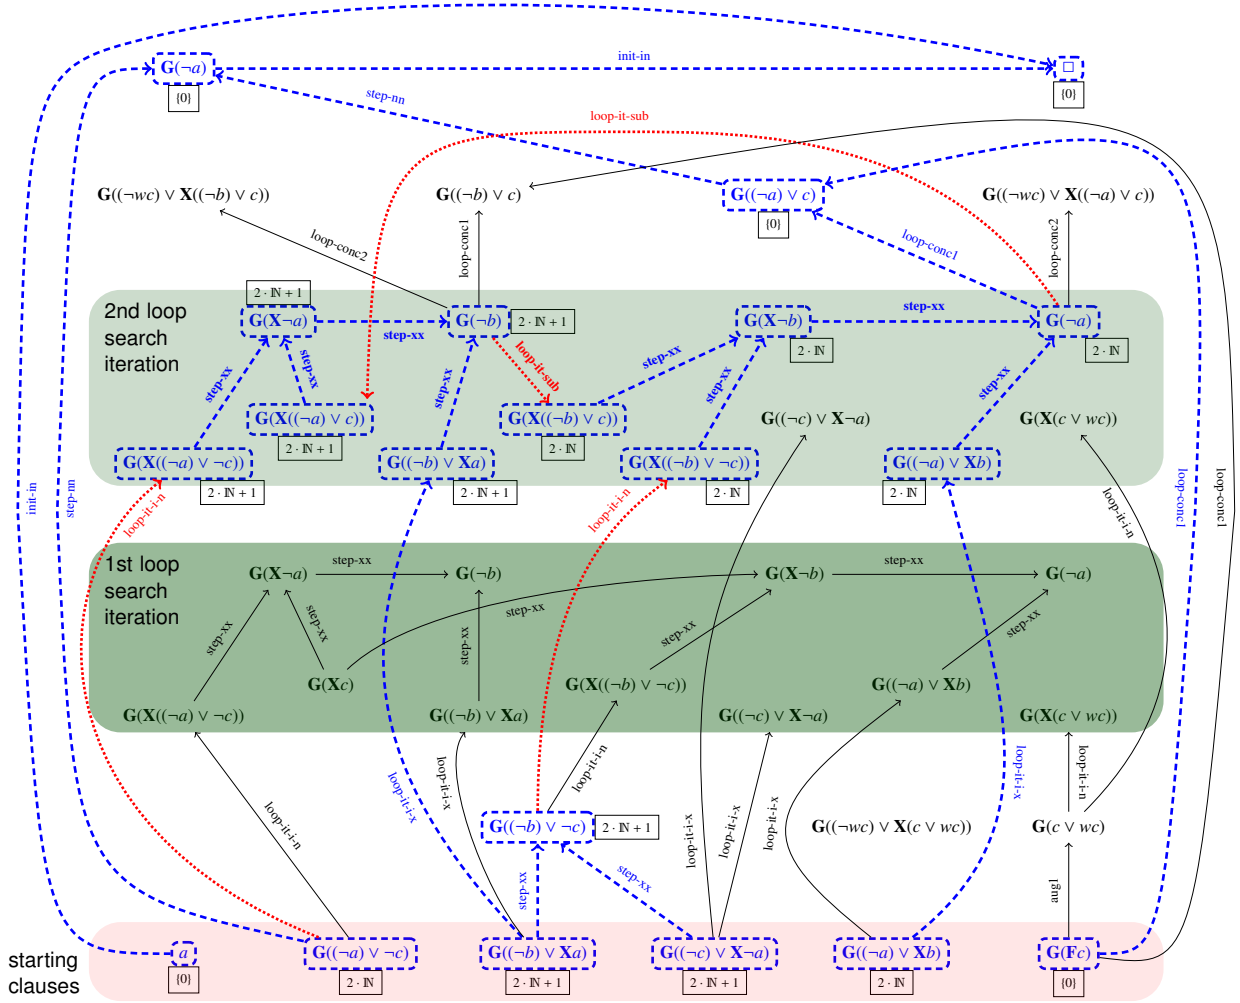 init-in
G(¬a)
□
{0}
{0}
step-nn
loop-it-sub
G((¬wc) ∨ X((¬b) ∨ c))
G((¬b) ∨ c)
G((¬a) ∨ c)
G((¬wc) ∨ X((¬a) ∨ c))
{0}
loop-conc2
loop-conc1
loop-conc1
loop-conc2
2nd loop
search
iteration
2 · ℕ + 1
G(X¬a)
step-xx
G(¬b)
2 · ℕ + 1
G(X¬b)
step-xx
G(¬a)
2 · ℕ
2 · ℕ
step-xx
step-xx
step-xx
loop-it-sub
step-xx
step-xx
step-xx
G(X((¬a) ∨ c))
2 · ℕ + 1
G(X((¬b) ∨ c))
2 · ℕ
G((¬c) ∨ X¬a)
G(X(c ∨ wc))
G(X((¬a) ∨ ¬c))
2 · ℕ + 1
G((¬b) ∨ Xa)
2 · ℕ + 1
G(X((¬b) ∨ ¬c))
2 · ℕ
G((¬a) ∨ Xb)
2 · ℕ
init-in
step-nn
loop-it-i-n
loop-it-i-n
loop-it-i-n
loop-conc1
loop-conc1
1st loop
search
iteration
G(X¬a)
step-xx
G(¬b)
G(X¬b)
step-xx
G(¬a)
step-xx
step-xx
step-xx
step-xx
step-xx
step-xx
G(Xc)
G(X((¬b) ∨ ¬c))
G((¬a) ∨ Xb)
G(X((¬a) ∨ ¬c))
G((¬b) ∨ Xa)
G((¬c) ∨ X¬a)
G(X(c ∨ wc))
loop-it-i-n
loop-it-i-x
loop-it-i-x
loop-it-i-n
loop-it-i-x
loop-it-i-x
loop-it-i-x
loop-it-i-x
loop-it-i-n
G((¬b) ∨ ¬c)
2 · ℕ + 1
G((¬wc) ∨ X(c ∨ wc))
G(c ∨ wc)
step-xx
step-xx
aug1
starting
clauses
a
{0}
G((¬a) ∨ ¬c)
2 · ℕ
G((¬b) ∨ Xa)
2 · ℕ + 1
G((¬c) ∨ X¬a)
2 · ℕ + 1
G((¬a) ∨ Xb)
2 · ℕ
G(Fc)
{0}